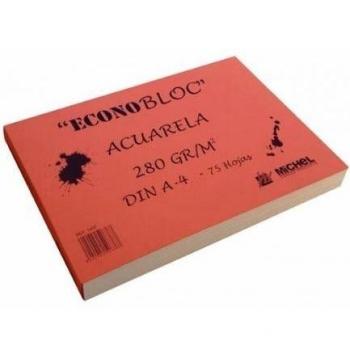 "ECONOBLOC"
ACUARELA
280 GR/M²
DIN A-4 - 75 Hojas
MICHEL